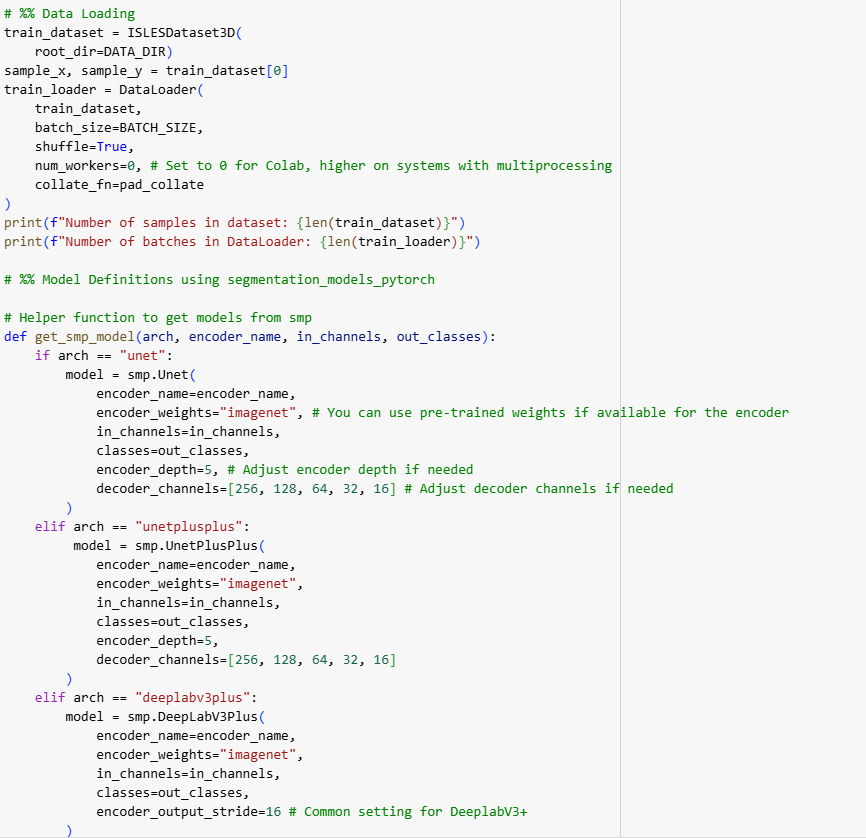 # %% Data Loading
train_dataset = ISLESDataset3D(
    root_dir=DATA_DIR)
sample_x, sample_y = train_dataset[0]
train_loader = DataLoader(
    train_dataset,
    batch_size=BATCH_SIZE,
    shuffle=True,
    num_workers=0, # Set to 0 for Colab, higher on systems with multiprocessing
    collate_fn=pad_collate
)
print(f"Number of samples in dataset: {len(train_dataset)}")
print(f"Number of batches in DataLoader: {len(train_loader)}")

# %% Model Definitions using segmentation_models_pytorch

# Helper function to get models from smp
def get_smp_model(arch, encoder_name, in_channels, out_classes):
    if arch == "unet":
        model = smp.Unet(
            encoder_name=encoder_name,
            encoder_weights="imagenet", # You can use pre-trained weights if available for the encoder
            in_channels=in_channels,
            classes=out_classes,
            encoder_depth=5, # Adjust encoder depth if needed
            decoder_channels=[256, 128, 64, 32, 16] # Adjust decoder channels if needed
        )
    elif arch == "unetplusplus":
         model = smp.UnetPlusPlus(
            encoder_name=encoder_name,
            encoder_weights="imagenet",
            in_channels=in_channels,
            classes=out_classes,
            encoder_depth=5,
            decoder_channels=[256, 128, 64, 32, 16]
        )
    elif arch == "deeplabv3plus":
        model = smp.DeepLabV3Plus(
            encoder_name=encoder_name,
            encoder_weights="imagenet",
            in_channels=in_channels,
            classes=out_classes,
            encoder_output_stride=16 # Common setting for DeeplabV3+
        )